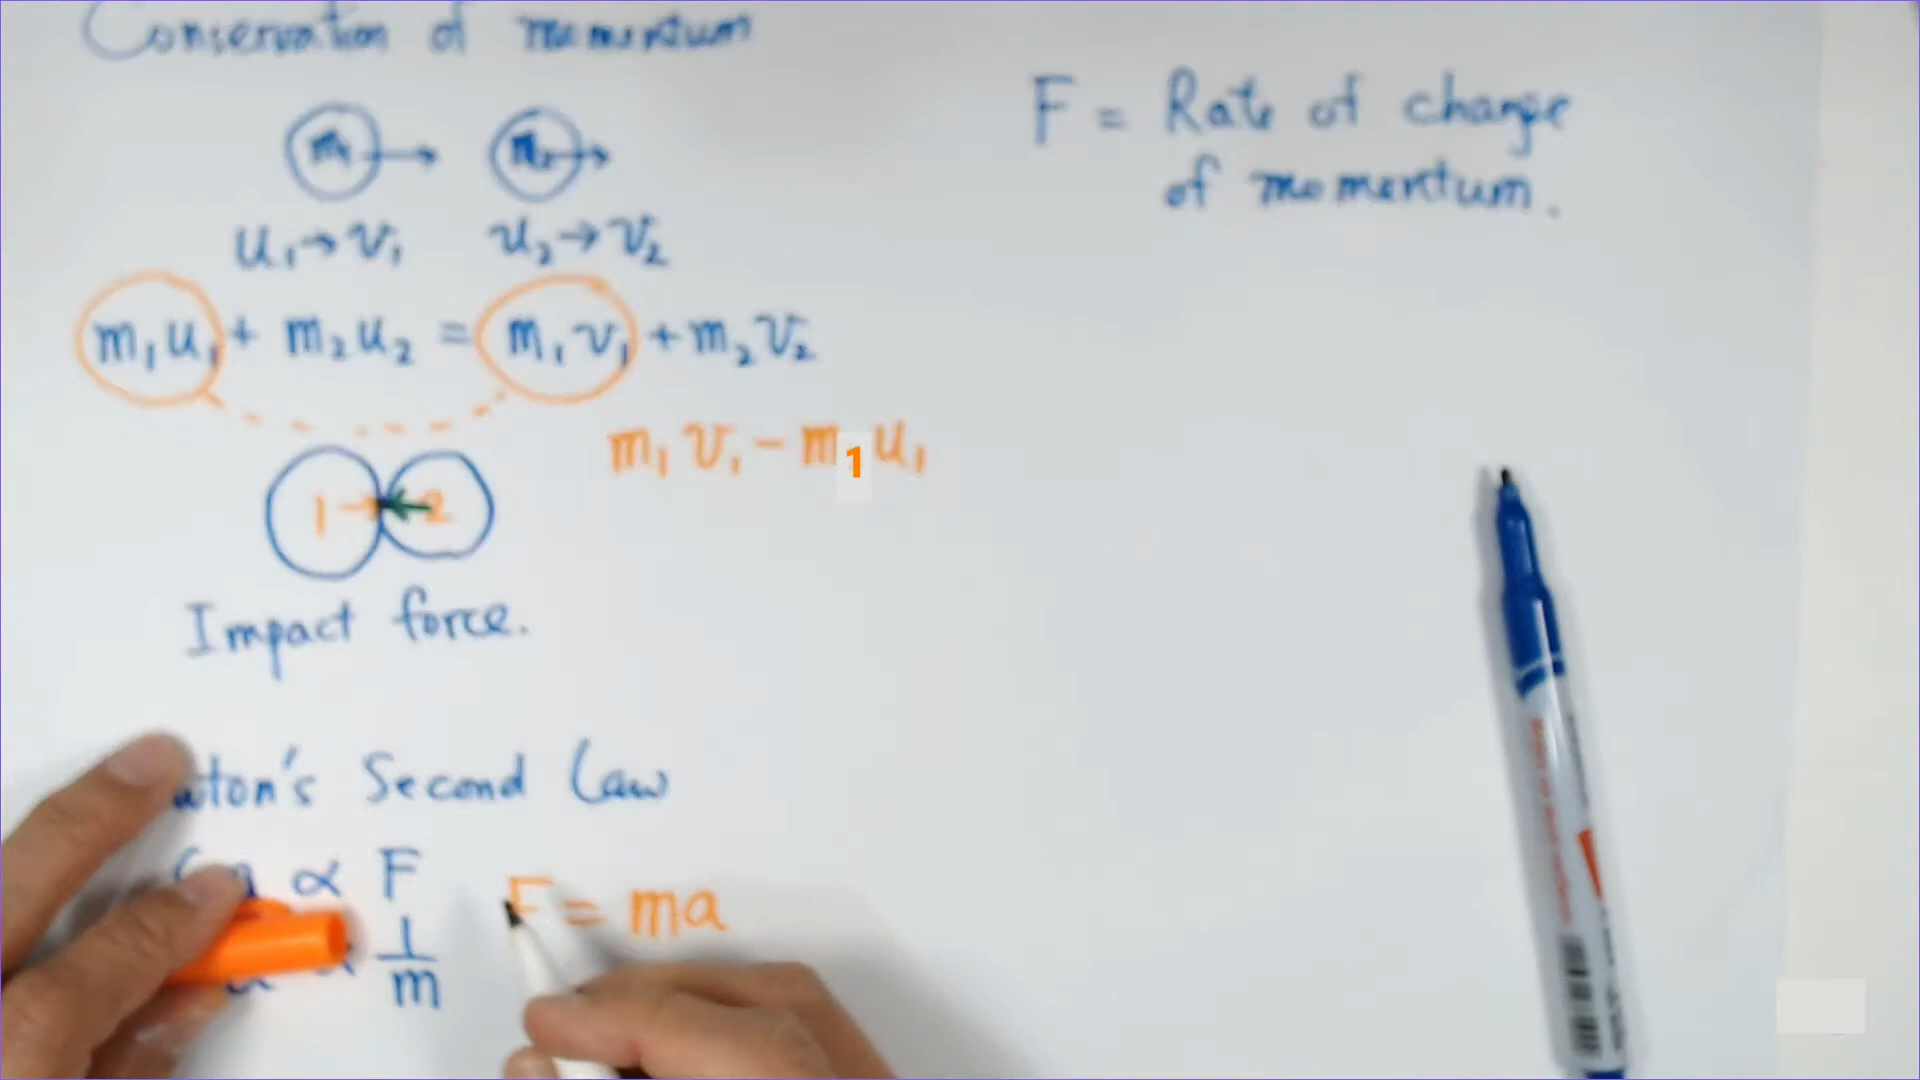 Conservation of momentum
m₁ m₂
u₁→v₁ u₂→v₂
m₁u₁ + m₂u₂ = m₁v₁ + m₂v₂
m₁v₁ - m₁u₁
1 2
Impact force.
Second Law
∝ F
F = ma
1/m
F = Rate of change
of momentum.